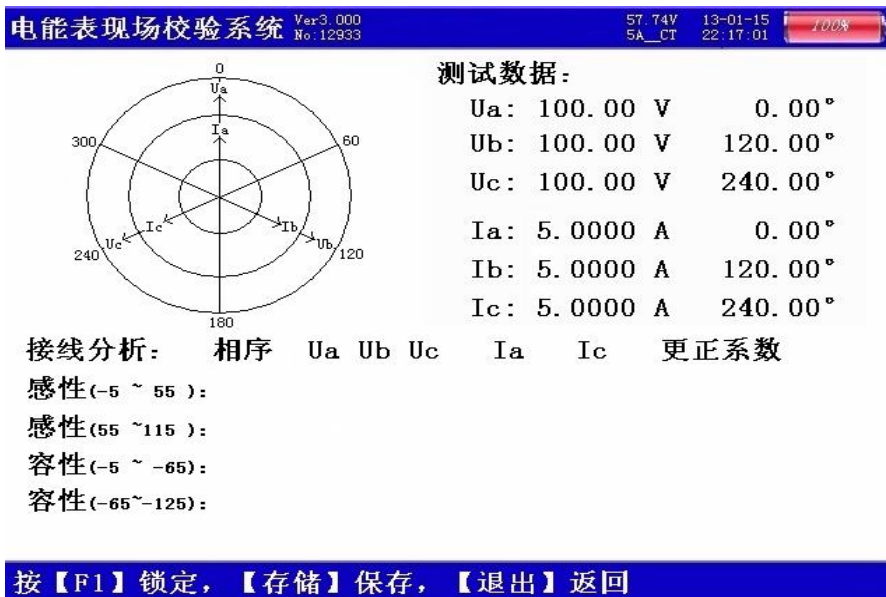 电能表现场校验系统 Ver3.000 No:12933 57.74V 5A__CT 13-01-15 22:17:01 100%
0
Ua
Ia
300
60
Ic
Ib
Uc
Ub
240
120
180
测试数据:
Ua: 100.00 V 0.00°
Ub: 100.00 V 120.00°
Uc: 100.00 V 240.00°
Ia: 5.0000 A 0.00°
Ib: 5.0000 A 120.00°
Ic: 5.0000 A 240.00°
接线分析: 相序 Ua Ub Uc Ia Ic 更正系数
感性(-5 ~ 55 ):
感性(55 ~115 ):
容性(-5 ~ -65):
容性(-65~-125):
按【F1】锁定，【存储】保存，【退出】返回